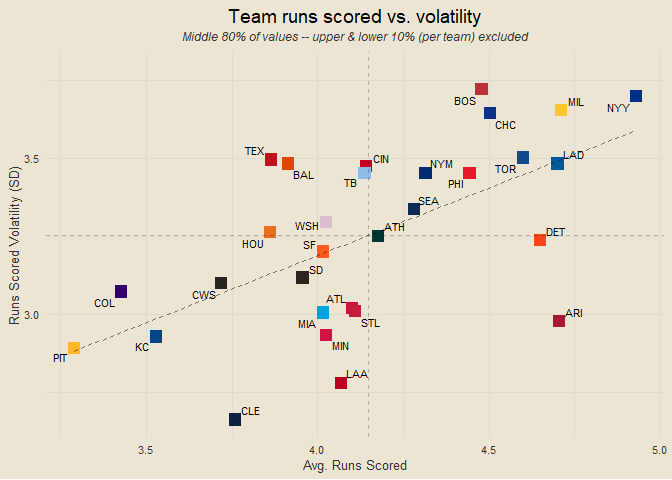 Team runs scored vs. volatility
Middle 80% of values -- upper & lower 10% (per team) excluded
Runs Scored Volatility (SD)
3.5
3.0
BOS
MIL
NYY
CHC
TEX
BAL
CIN
TB
NYM
PHI
TOR
LAD
SEA
WSH
ATH
HOU
SF
DET
SD
CWS
COL
ATL
STL
MIA
ARI
MIN
KC
PIT
LAA
CLE
3.5
4.0
4.5
5.0
Avg. Runs Scored